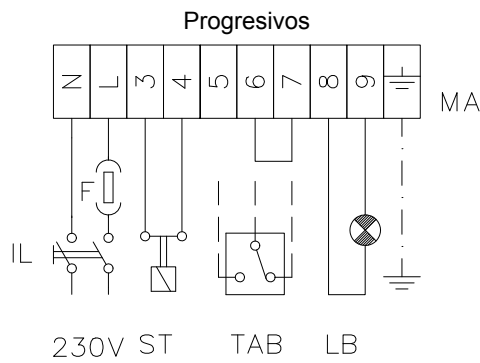 Progresivos
N L 3 4 5 6 7 8 9
MA
F
IL
230V ST TAB LB